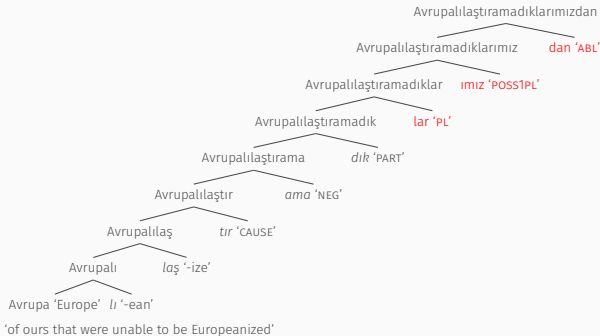 Avrupalılaştıramadıklarımızdan
Avrupalılaştıramadıklarımız dan ‘ABL’
Avrupalılaştıramadıklar ımız ‘POSS1PL’
Avrupalılaştıramadık lar ‘PL’
Avrupalılaştırama dık ‘PART’
Avrupalılaştır ama ‘NEG’
Avrupalılaş tır ‘CAUSE’
Avrupalı laş ‘-ize’
Avrupa ‘Europe’ lı ‘-ean’
‘of ours that were unable to be Europeanized’